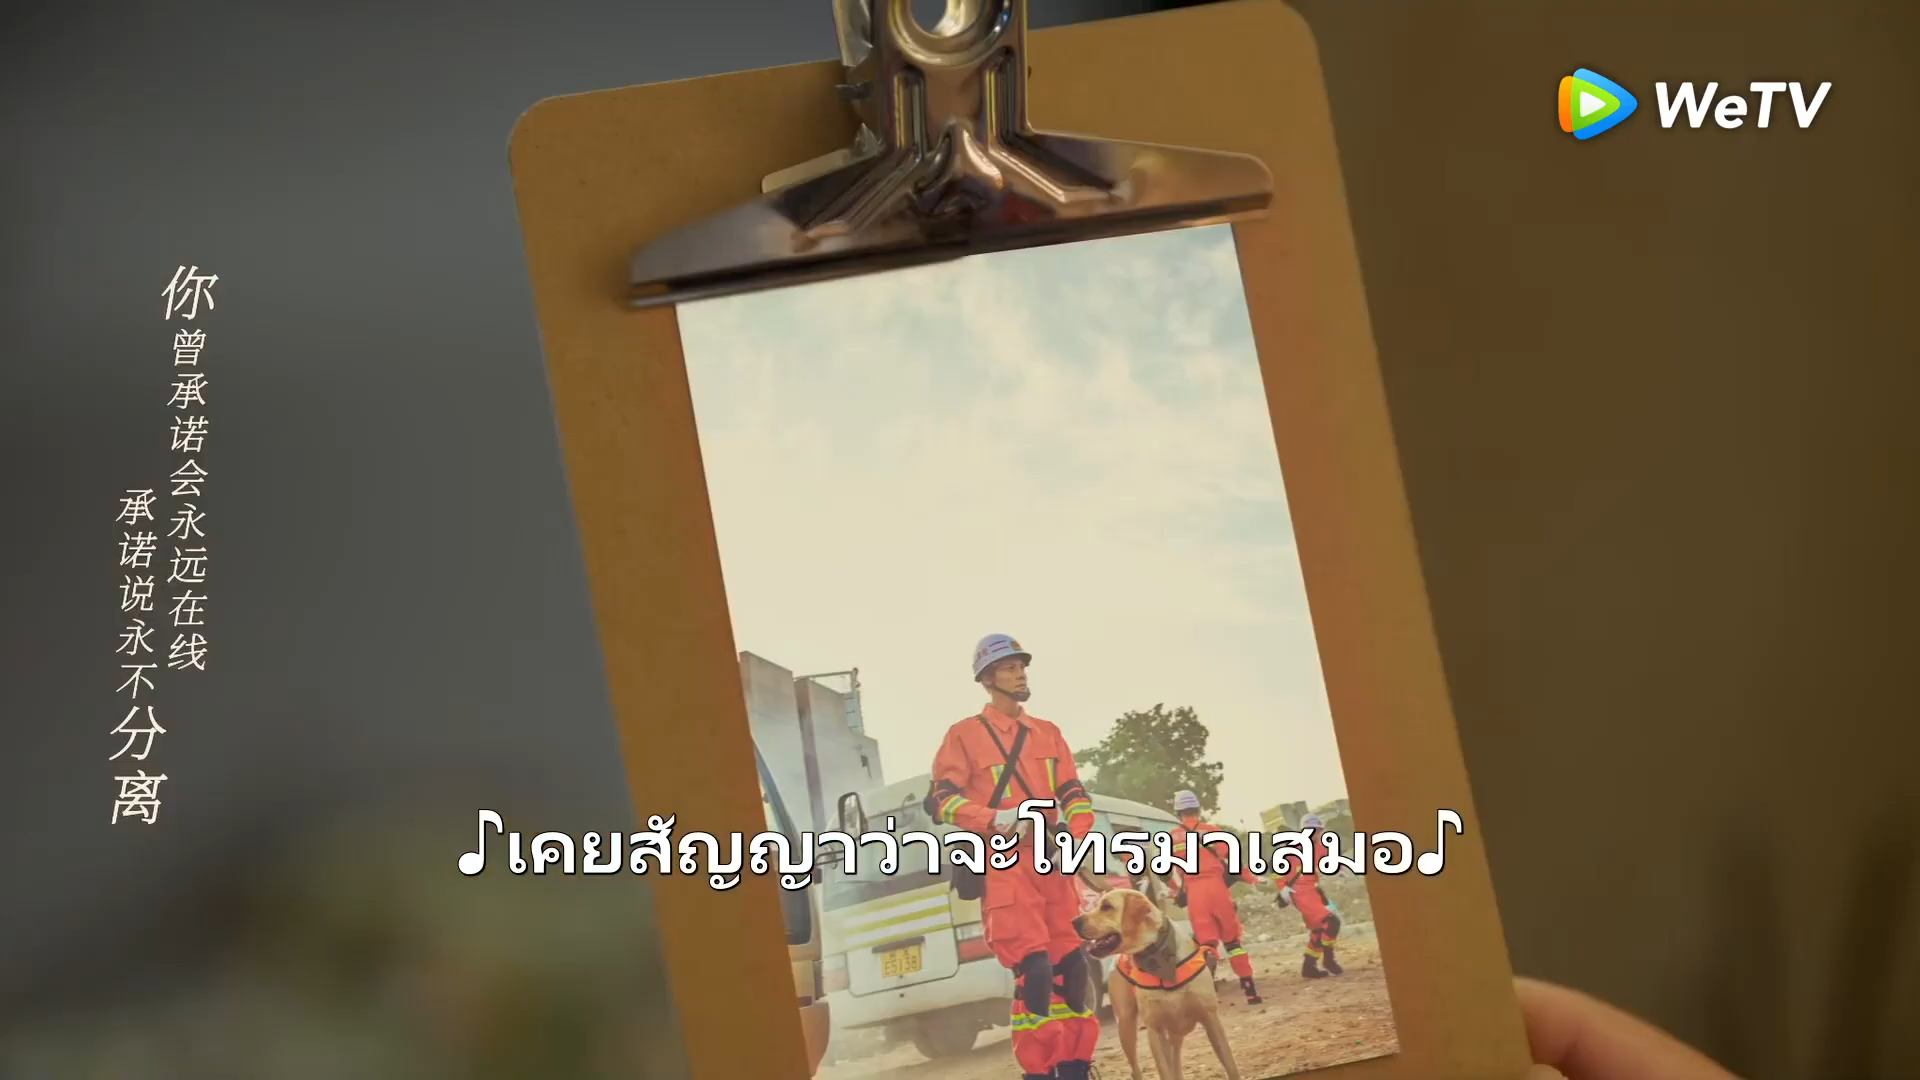 WeTV
你曾承诺会永远在线
承诺说永不分离
♪เคยสัญญาว่าจะโทรมาเสมอ♪
E5138